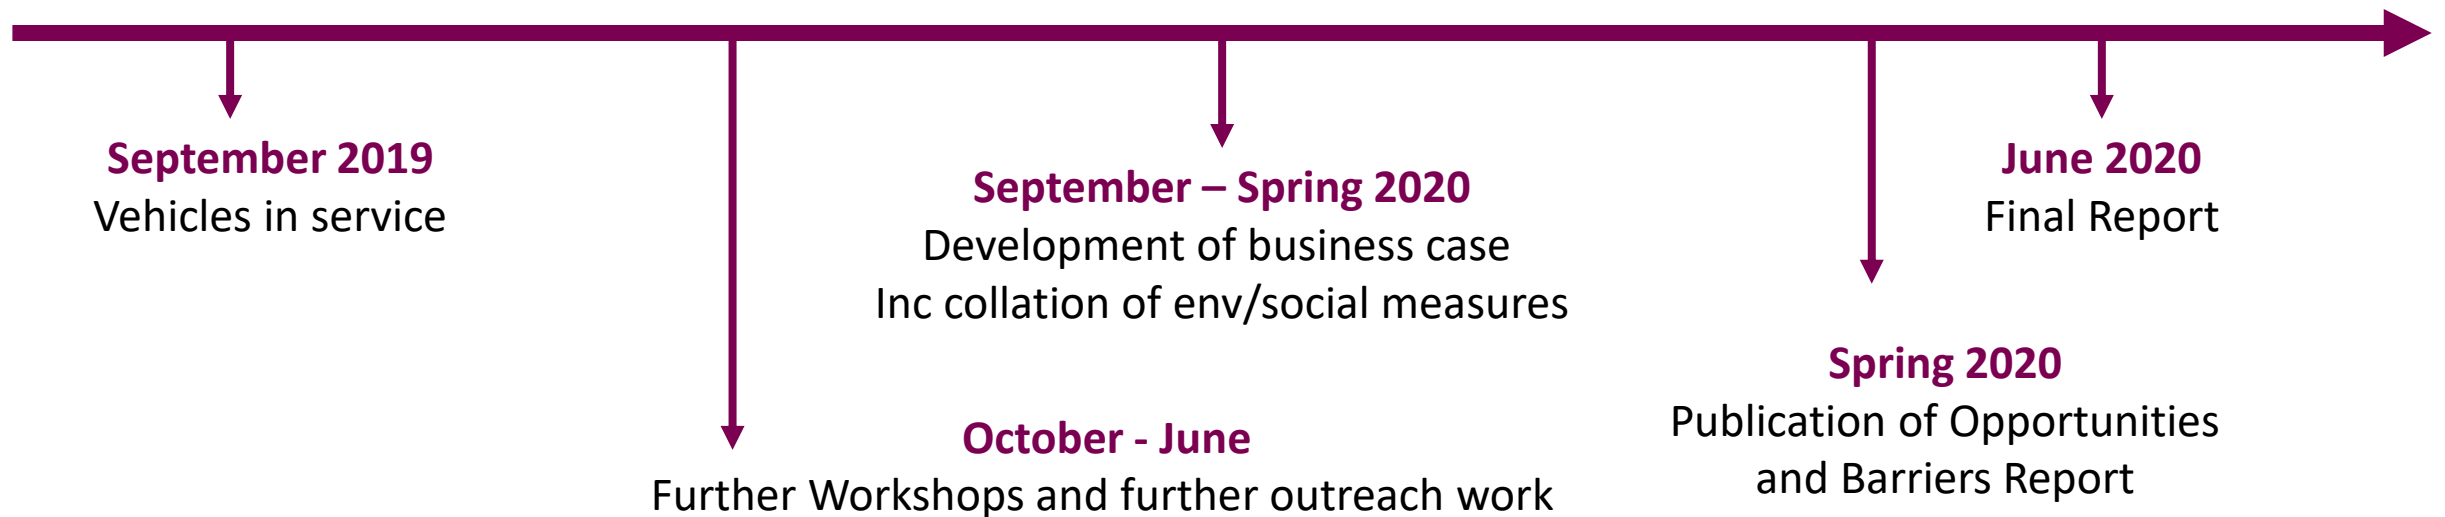 September 2019
Vehicles in service
October - June
Further Workshops and further outreach work
September – Spring 2020
Development of business case
Inc collation of env/social measures
Spring 2020
Publication of Opportunities
and Barriers Report
June 2020
Final Report